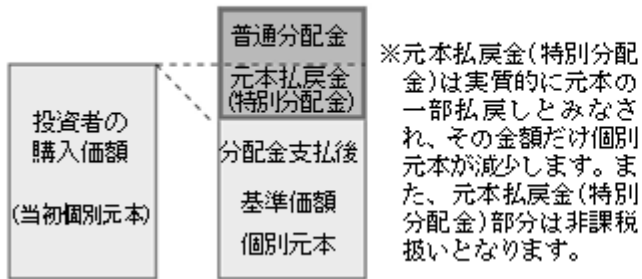 投資者の
購入価額
(当初個別元本)
普通分配金
元本払戻金
(特別分配金)
分配金支払後
基準価額
個別元本
※元本払戻金(特別分配
金)は実質的に元本の
一部払戻しとみなさ
れ、その金額だけ個別
元本が減少します。ま
た、元本払戻金(特別
分配金)部分は非課税
扱いとなります。